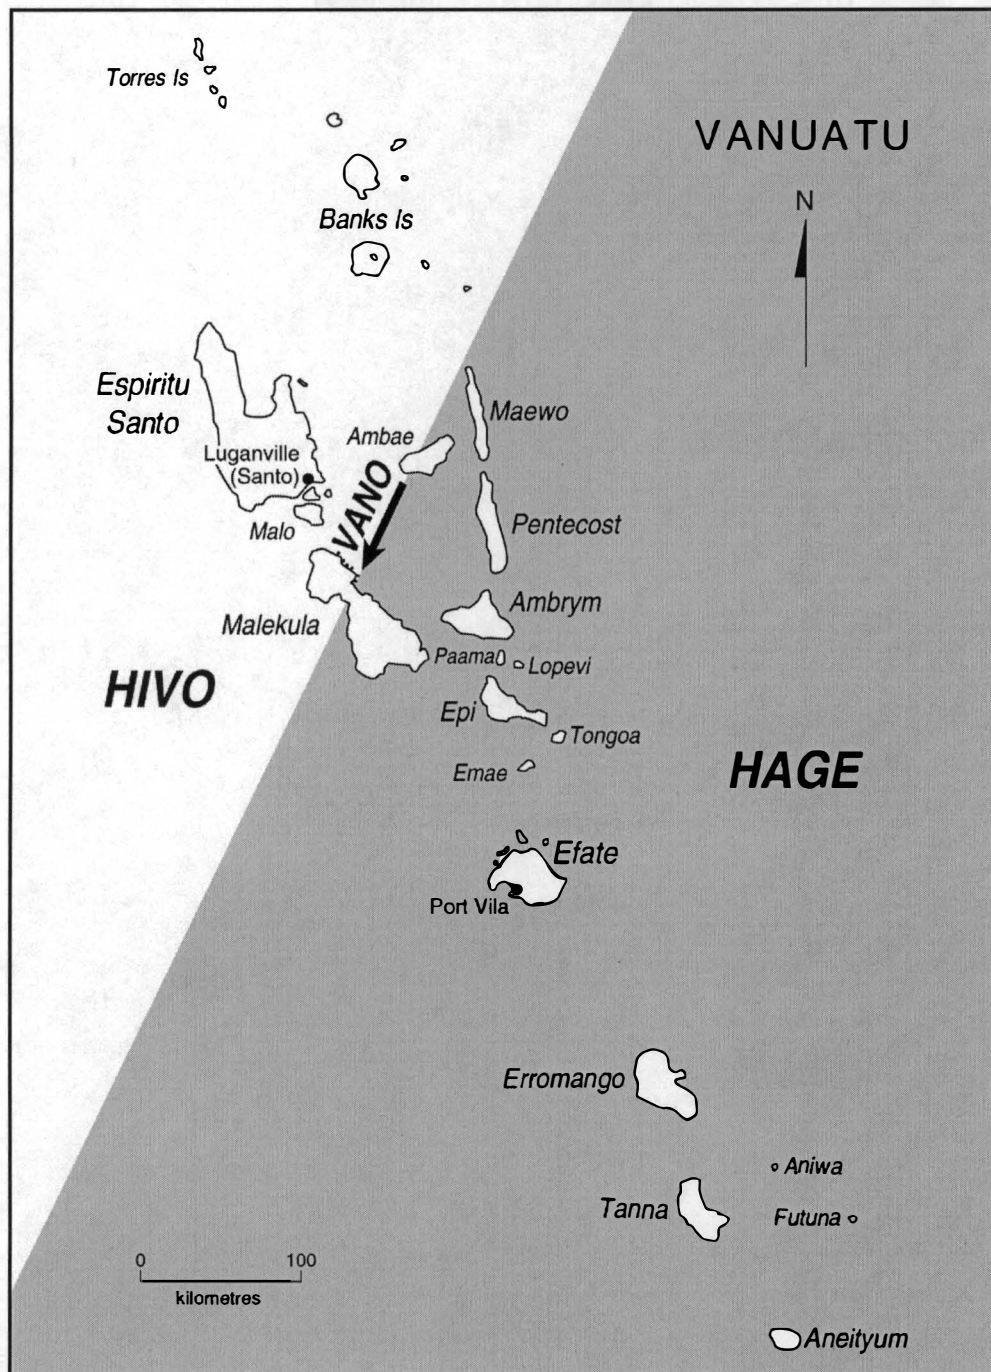 Torres Is
VANUATU
N
Banks Is
Espiritu
Santo
Maewo
Ambae
Luganville
(Santo)
VANO
Pentecost
Malo
Ambrym
Malekula
Paama
Lopevi
HIVO
Epi
Tongoa
HAGE
Emae
Efate
Port Vila
Erromango
Aniwa
Tanna
Futuna
0 100
kilometres
Aneityum